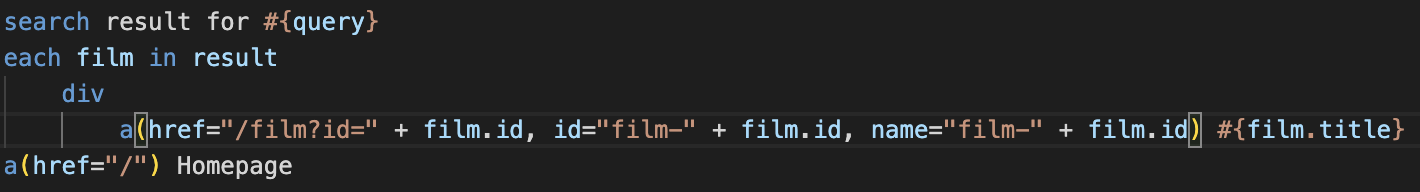 search result for #{query}
each film in result
    div
        a(href="/film?id=" + film.id, id="film-" + film.id, name="film-" + film.id) #{film.title}
a(href="/") Homepage